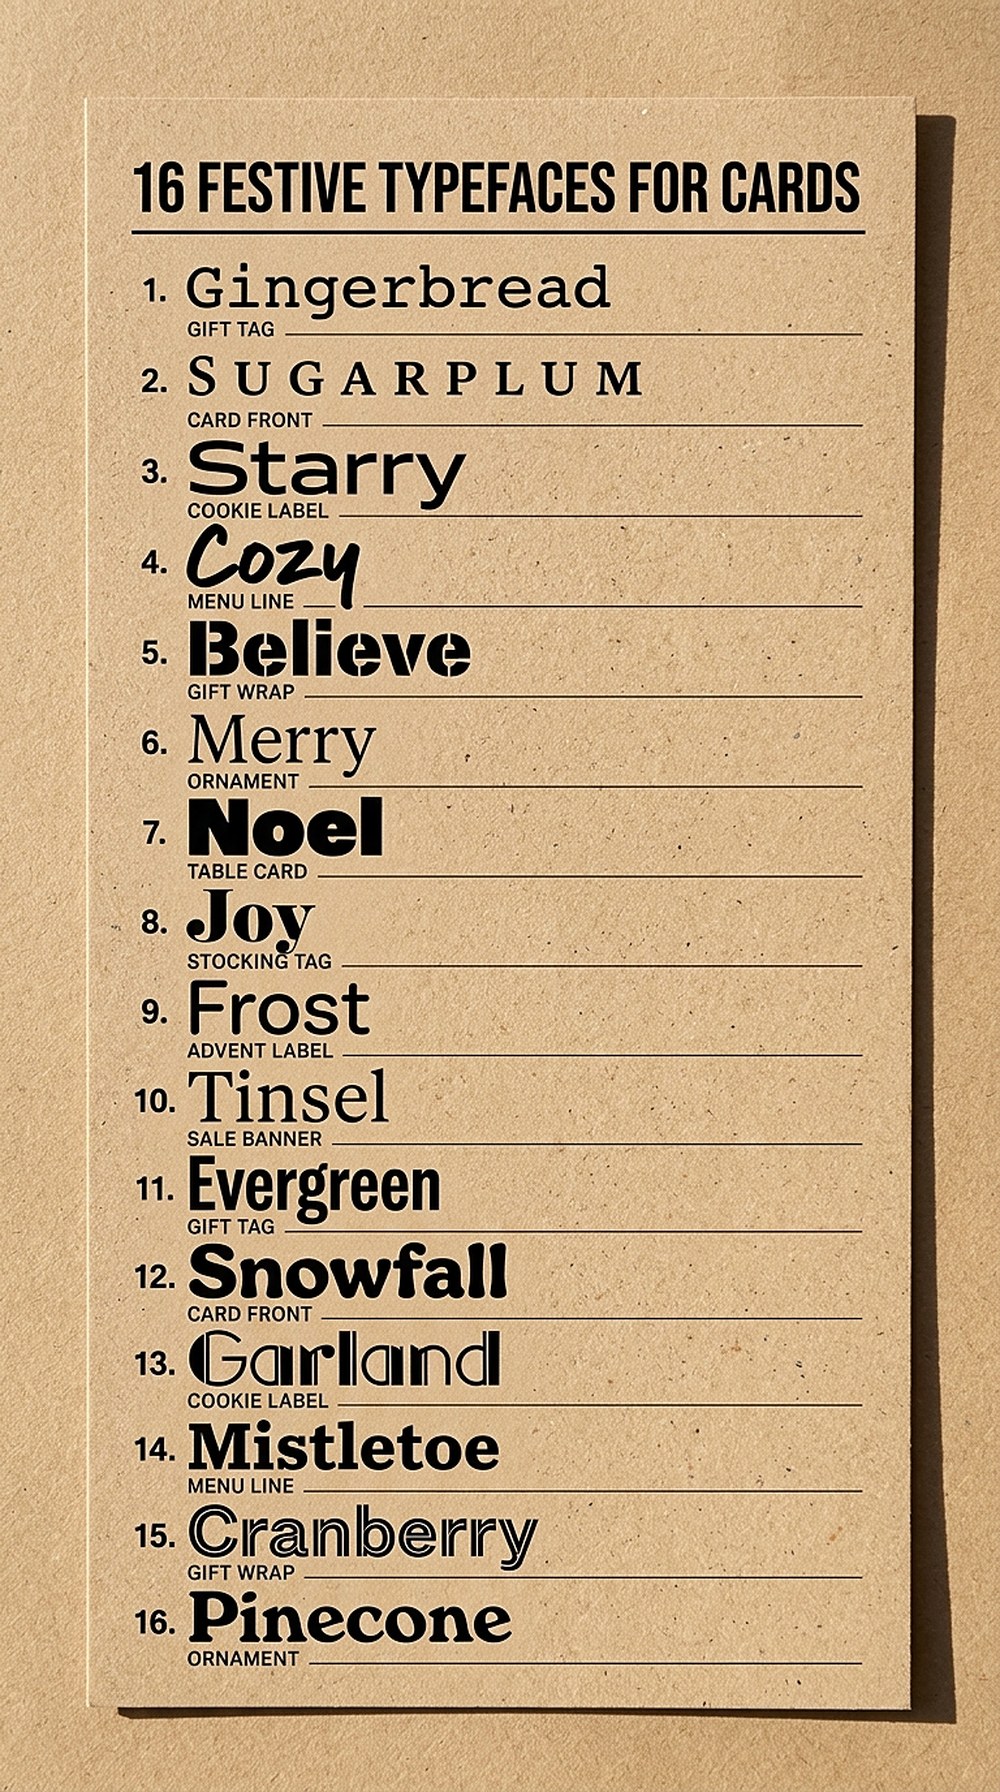 16 FESTIVE TYPEFACES FOR CARDS
1. Gingerbread
GIFT TAG
2. SUGARPLUM
CARD FRONT
3. Starry
COOKIE LABEL
4. Cozy
MENU LINE
5. Believe
GIFT WRAP
6. Merry
ORNAMENT
7. Noel
TABLE CARD
8. Joy
STOCKING TAG
9. Frost
ADVENT LABEL
10. Tinsel
SALE BANNER
11. Evergreen
GIFT TAG
12. Snowfall
CARD FRONT
13. Garland
COOKIE LABEL
14. Mistletoe
MENU LINE
15. Cranberry
GIFT WRAP
16. Pinecone
ORNAMENT